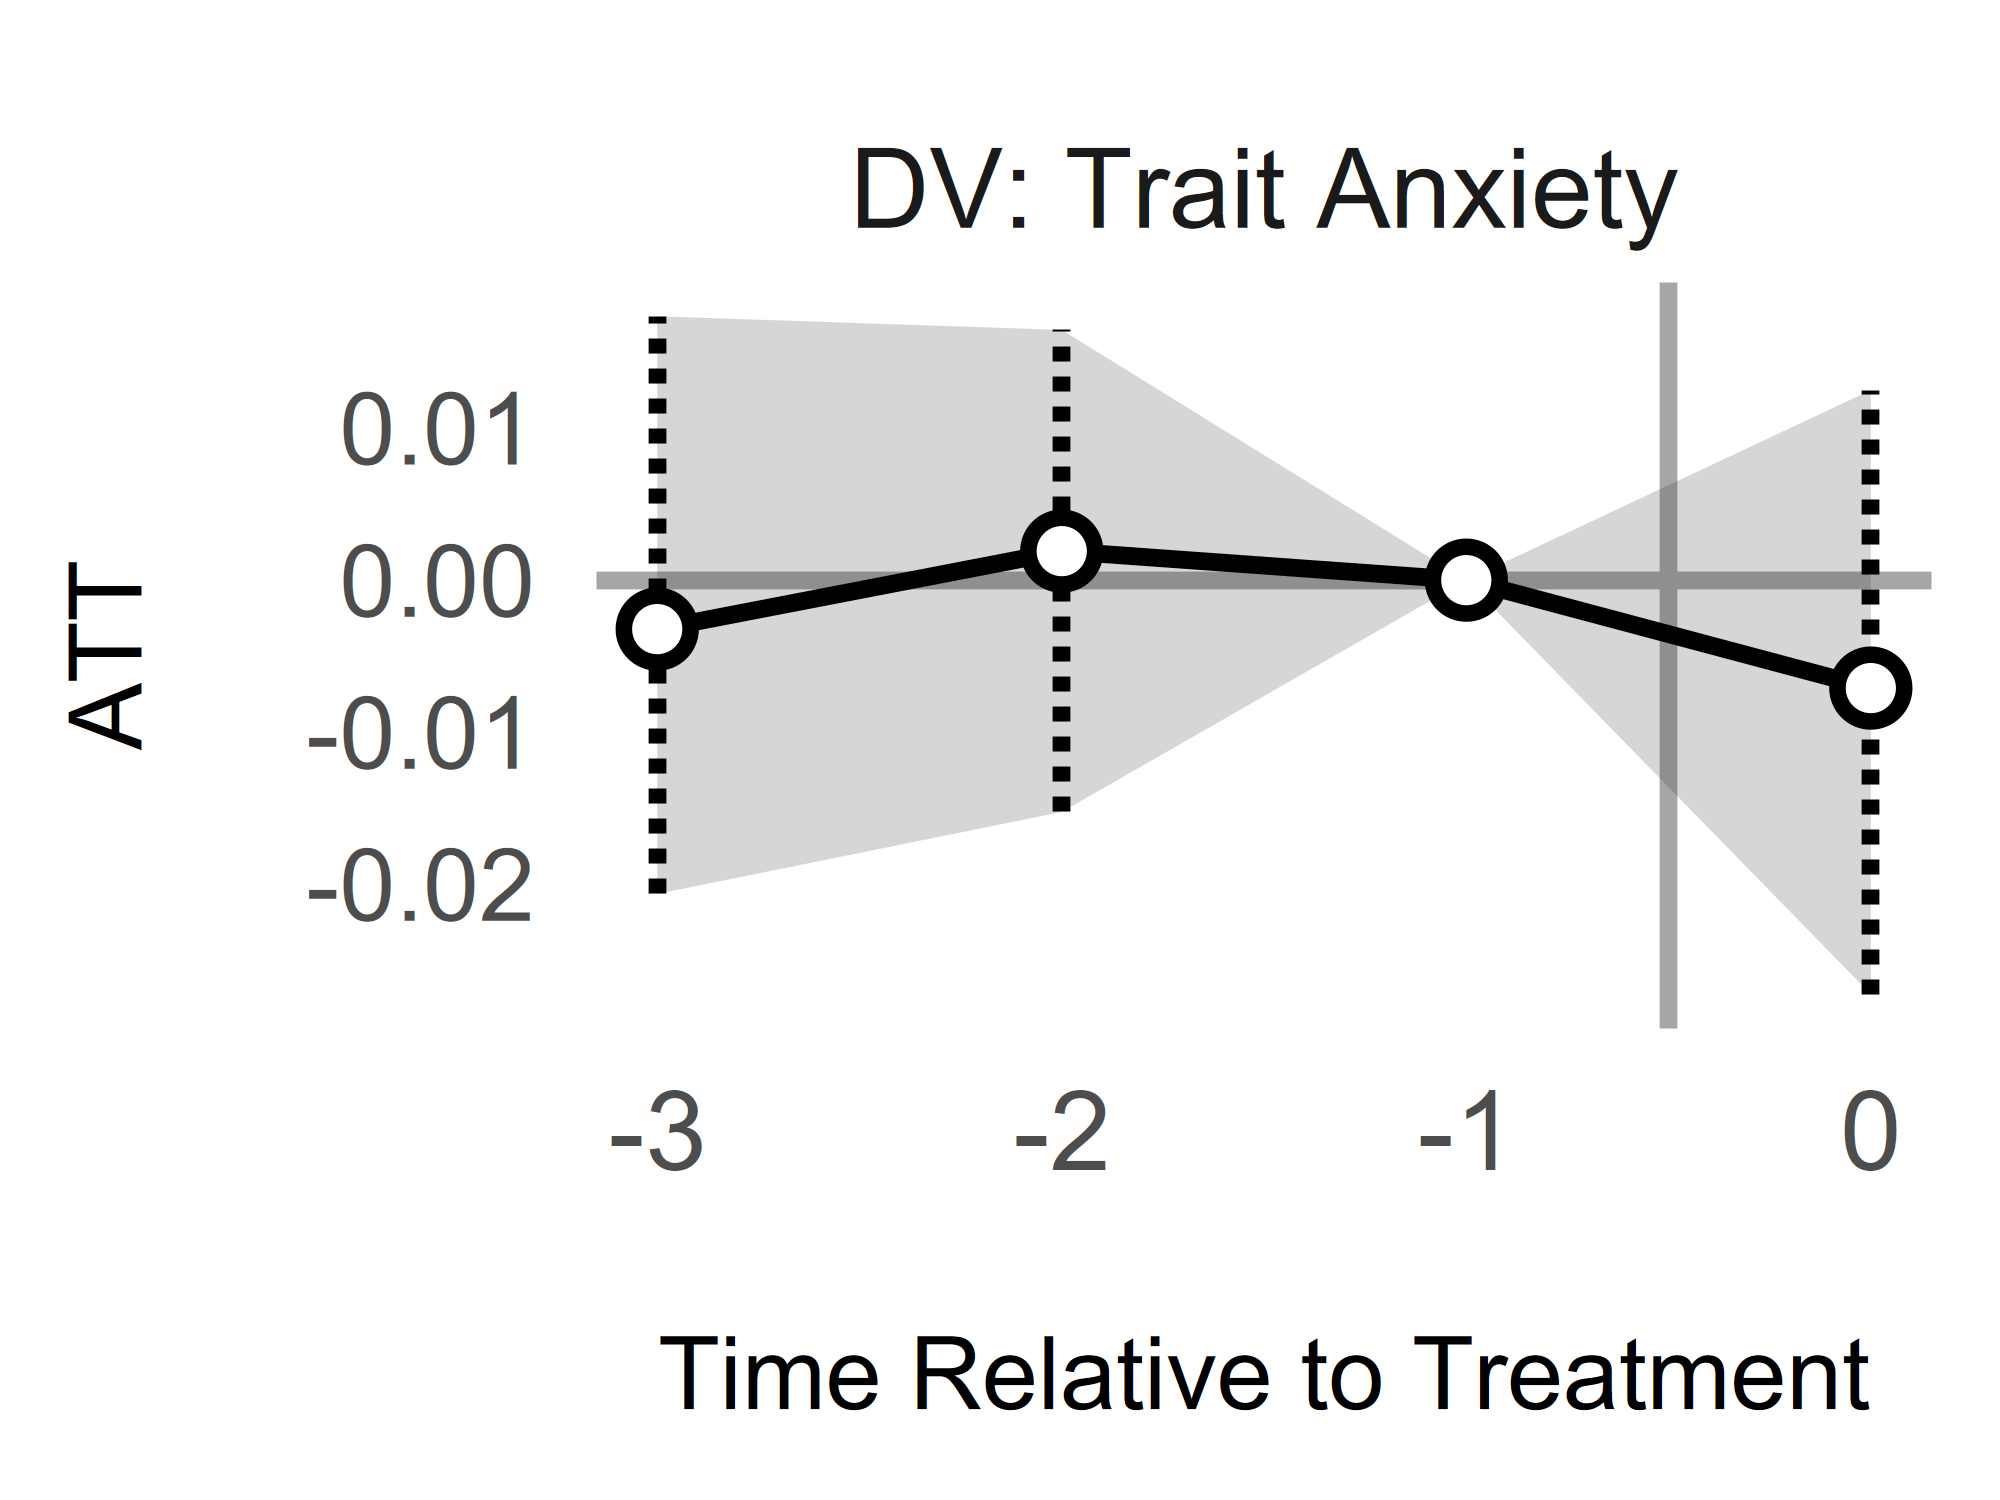 DV: Trait Anxiety
0.01
0.00
-0.01
-0.02
ATT
-3 -2 -1 0
Time Relative to Treatment